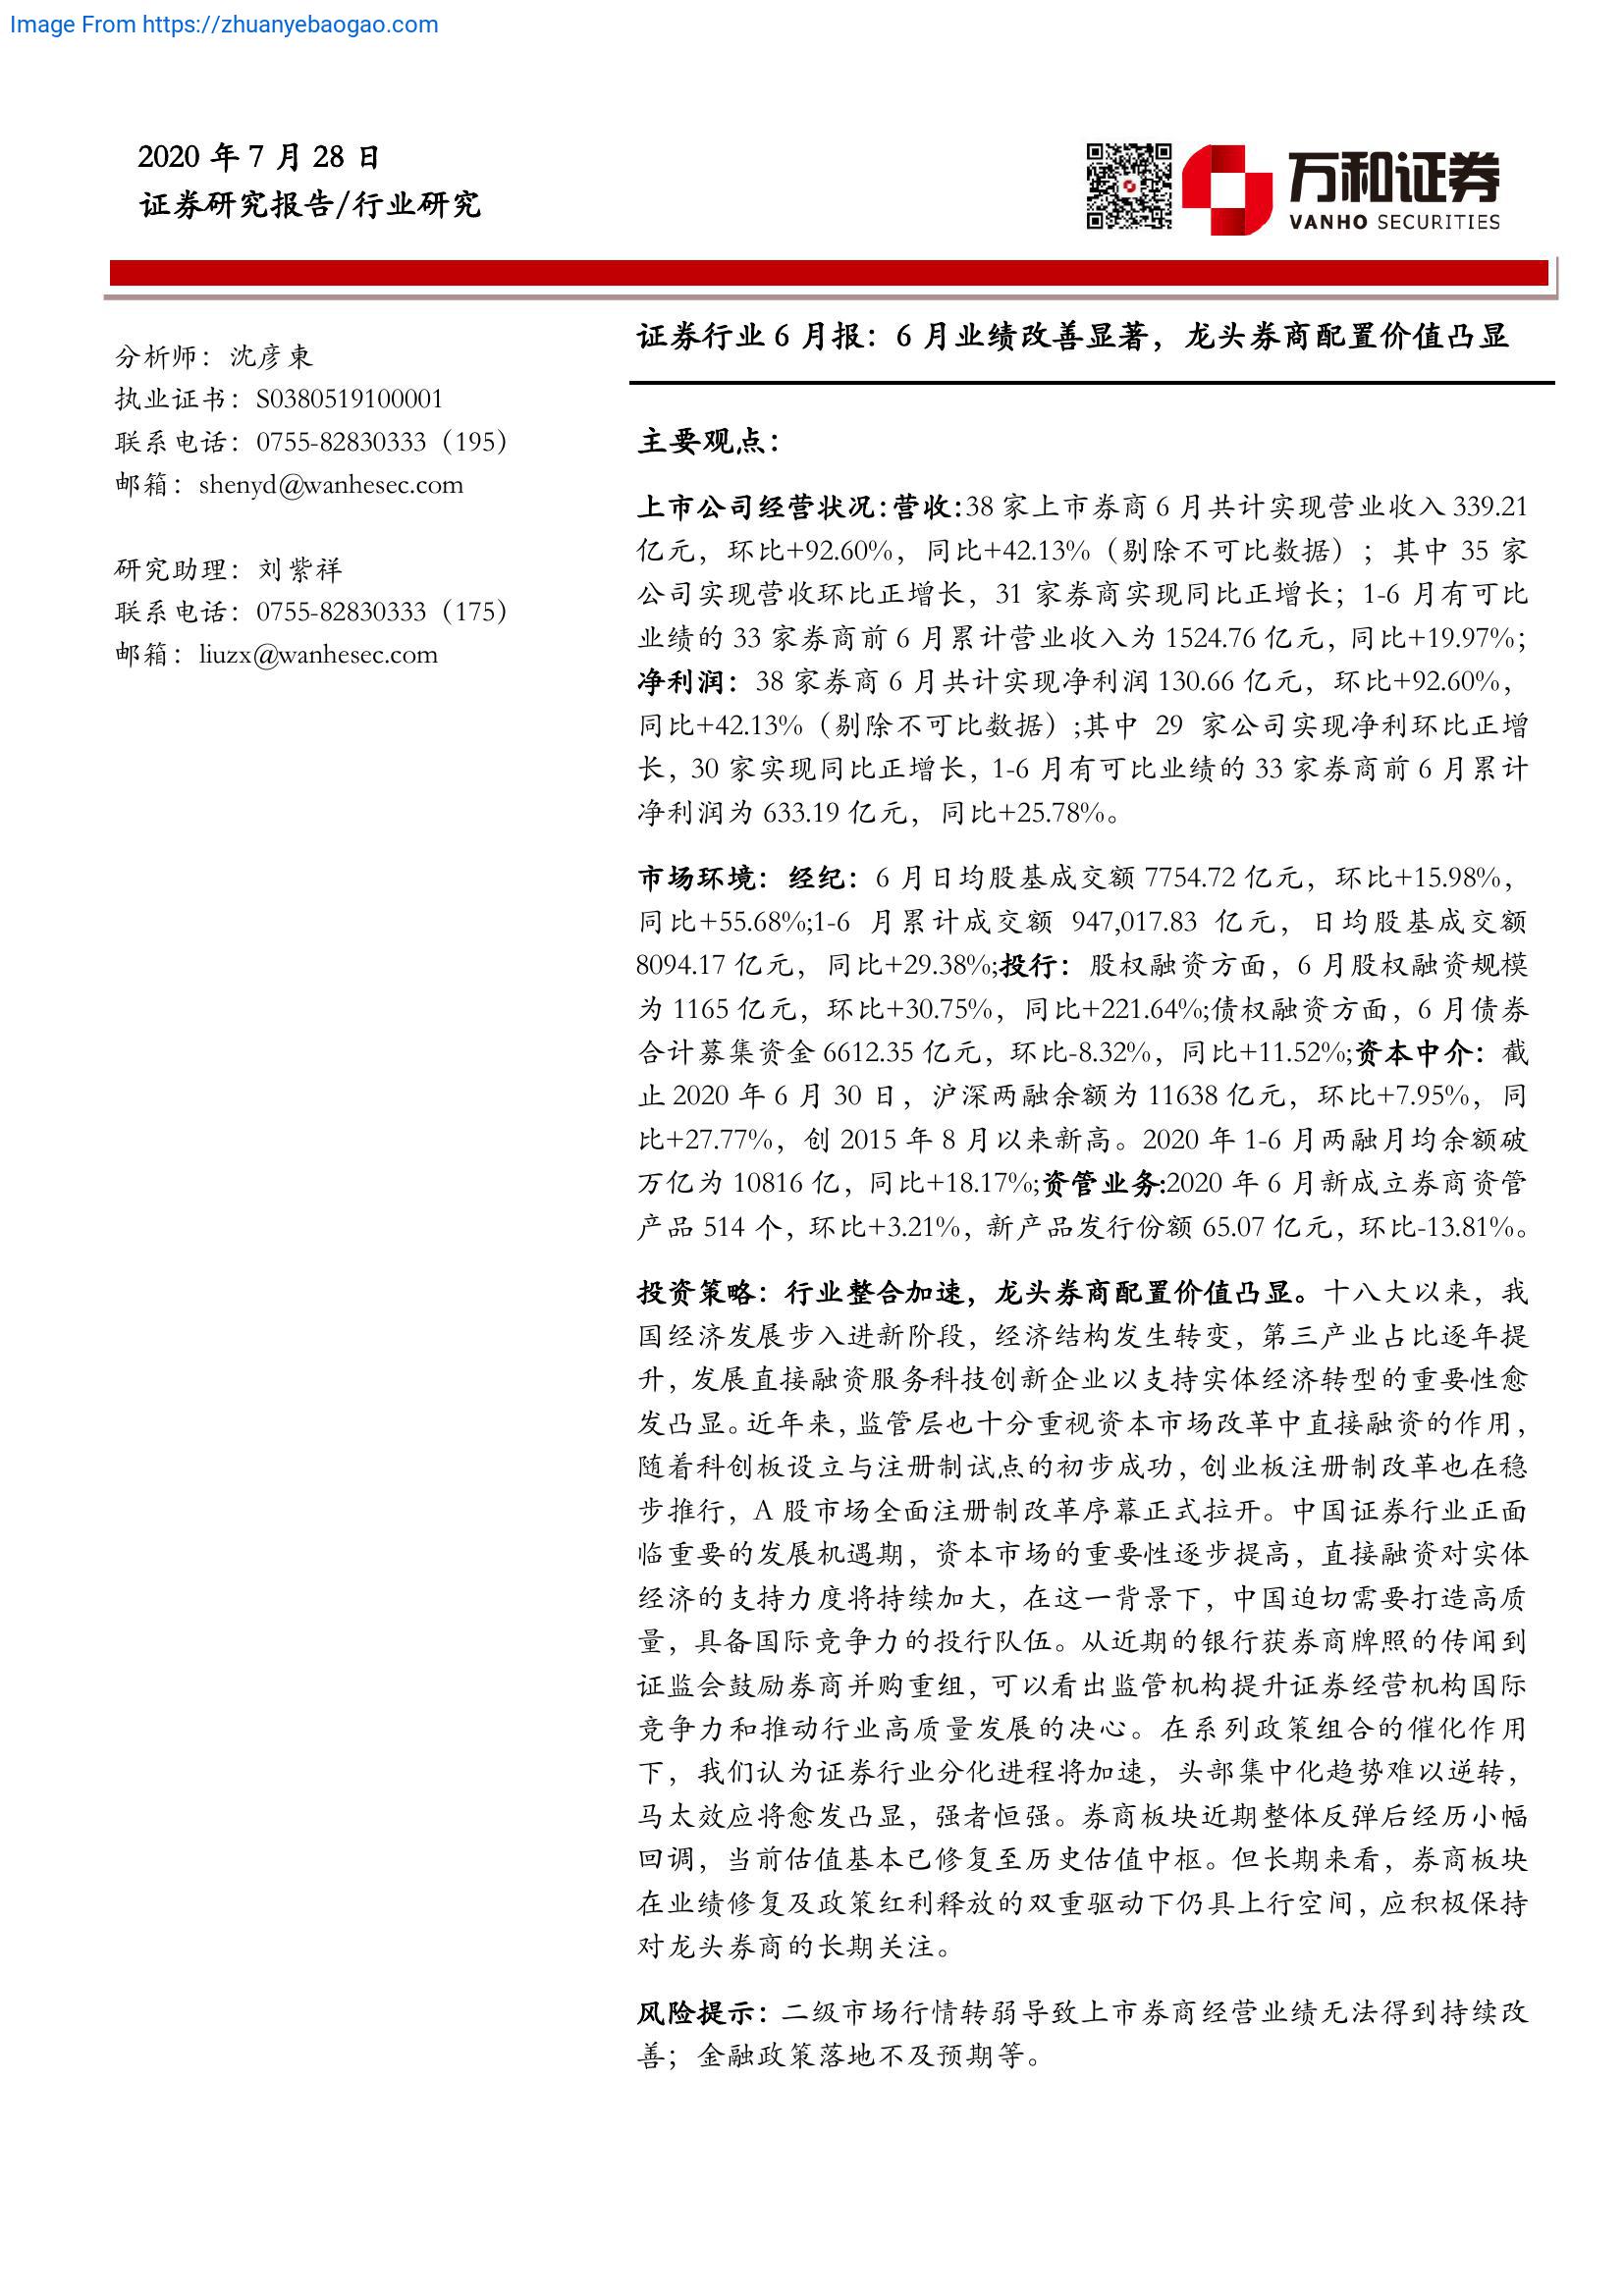 Image From https://zhuanyebaogao.com
2020 年 7 月 28 日
证券研究报告/行业研究
万和证券
VANHO SECURITIES
分析师：沈彦東
执业证书：S0380519100001
联系电话：0755-82830333（195）
邮箱：shenyd@wanhesec.com
研究助理：刘紫祥
联系电话：0755-82830333（175）
邮箱：liuzx@wanhesec.com
证券行业 6 月报：6 月业绩改善显著，龙头券商配置价值凸显
主要观点：
上市公司经营状况：营收：38 家上市券商 6 月共计实现营业收入 339.21
亿元，环比+92.60%，同比+42.13%（剔除不可比数据）；其中 35 家
公司实现营收环比正增长，31 家券商实现同比正增长；1-6 月有可比
业绩的 33 家券商前 6 月累计营业收入为 1524.76 亿元，同比+19.97%；
净利润：38 家券商 6 月共计实现净利润 130.66 亿元，环比+92.60%，
同比+42.13%（剔除不可比数据）;其中 29 家公司实现净利环比正增
长，30 家实现同比正增长，1-6 月有可比业绩的 33 家券商前 6 月累计
净利润为 633.19 亿元，同比+25.78%。
市场环境：经纪：6 月日均股基成交额 7754.72 亿元，环比+15.98%，
同比+55.68%;1-6 月累计成交额 947,017.83 亿元，日均股基成交额
8094.17 亿元，同比+29.38%;投行：股权融资方面，6 月股权融资规模
为 1165 亿元，环比+30.75%，同比+221.64%;债权融资方面，6 月债券
合计募集资金 6612.35 亿元，环比-8.32%，同比+11.52%;资本中介：截
止 2020 年 6 月 30 日，沪深两融余额为 11638 亿元，环比+7.95%，同
比+27.77%，创 2015 年 8 月以来新高。2020 年 1-6 月两融月均余额破
万亿为 10816 亿，同比+18.17%;资管业务:2020 年 6 月新成立券商资管
产品 514 个，环比+3.21%，新产品发行份额 65.07 亿元，环比-13.81%。
投资策略：行业整合加速，龙头券商配置价值凸显。十八大以来，我
国经济发展步入进新阶段，经济结构发生转变，第三产业占比逐年提
升，发展直接融资服务科技创新企业以支持实体经济转型的重要性愈
发凸显。近年来，监管层也十分重视资本市场改革中直接融资的作用，
随着科创板设立与注册制试点的初步成功，创业板注册制改革也在稳
步推行，A 股市场全面注册制改革序幕正式拉开。中国证券行业正面
临重要的发展机遇期，资本市场的重要性逐步提高，直接融资对实体
经济的支持力度将持续加大，在这一背景下，中国迫切需要打造高质
量，具备国际竞争力的投行队伍。从近期的银行获券商牌照的传闻到
证监会鼓励券商并购重组，可以看出监管机构提升证券经营机构国际
竞争力和推动行业高质量发展的决心。在系列政策组合的催化作用
下，我们认为证券行业分化进程将加速，头部集中化趋势难以逆转，
马太效应将愈发凸显，强者恒强。券商板块近期整体反弹后经历小幅
回调，当前估值基本已修复至历史估值中枢。但长期来看，券商板块
在业绩修复及政策红利释放的双重驱动下仍具上行空间，应积极保持
对龙头券商的长期关注。
风险提示：二级市场行情转弱导致上市券商经营业绩无法得到持续改
善；金融政策落地不及预期等。